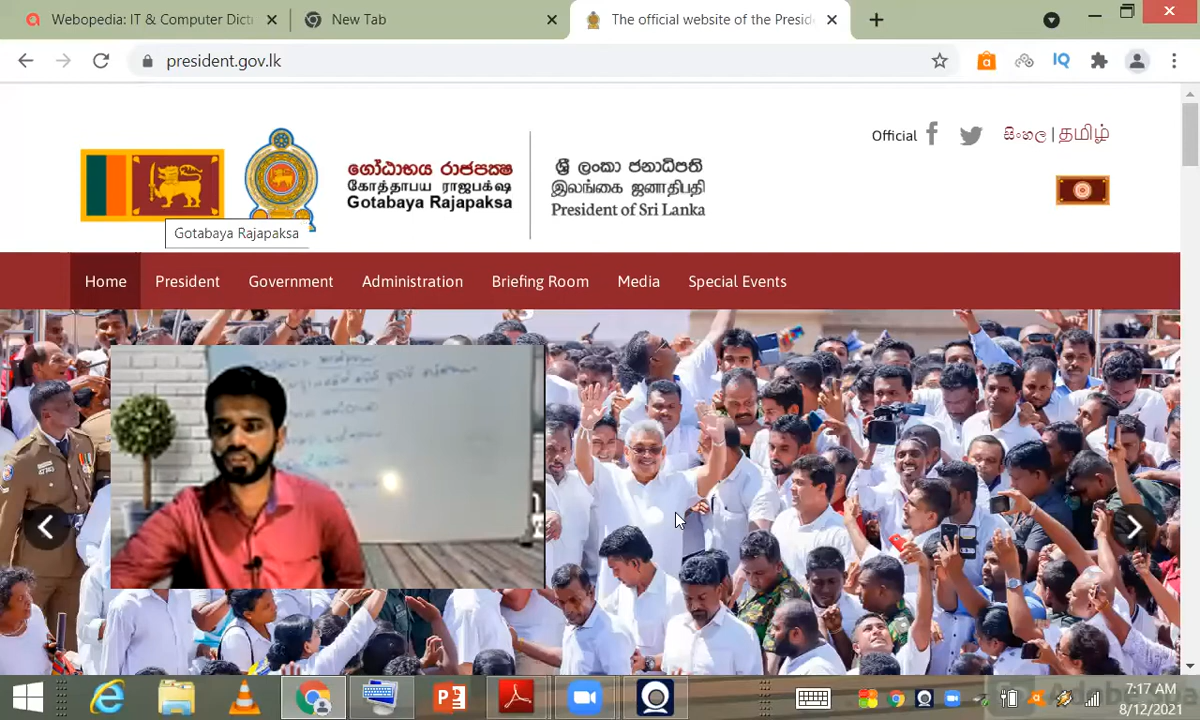 Webopedia: IT & Computer Dict
New Tab
The official website of the Presid
president.gov.lk
IQ
Official
සිංහල | தமிழ்
ගෝඨාභය රාජපක්ෂ
கோத்தாபய ராஜபக்ஷ
Gotabaya Rajapaksa
ශ්‍රී ලංකා ජනාධිපති
இலங்கை ஜனாதிபதி
President of Sri Lanka
Gotabaya Rajapaksa
Home President Government Administration Briefing Room Media Special Events
7:17 AM
8/12/2021